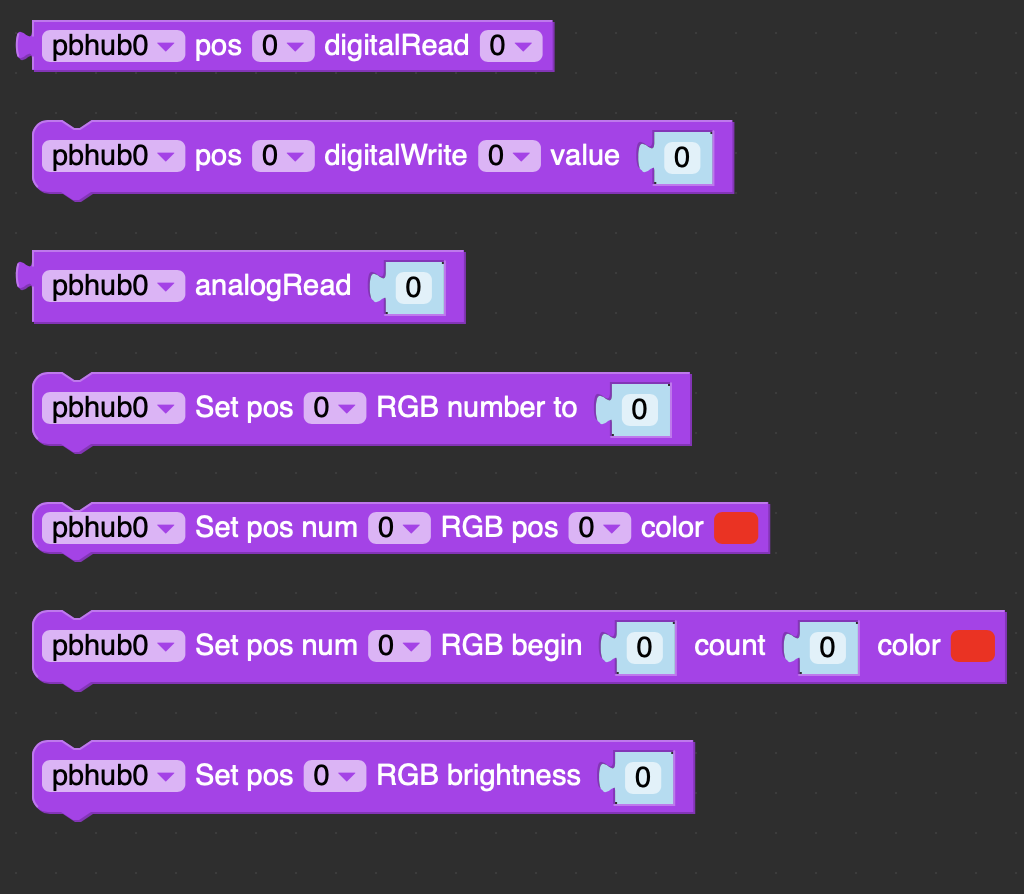 pbhub0 pos 0 digitalRead 0
pbhub0 pos 0 digitalWrite 0 value 0
pbhub0 analogRead 0
pbhub0 Set pos 0 RGB number to 0
pbhub0 Set pos num 0 RGB pos 0 color
pbhub0 Set pos num 0 RGB begin 0 count 0 color
pbhub0 Set pos 0 RGB brightness 0